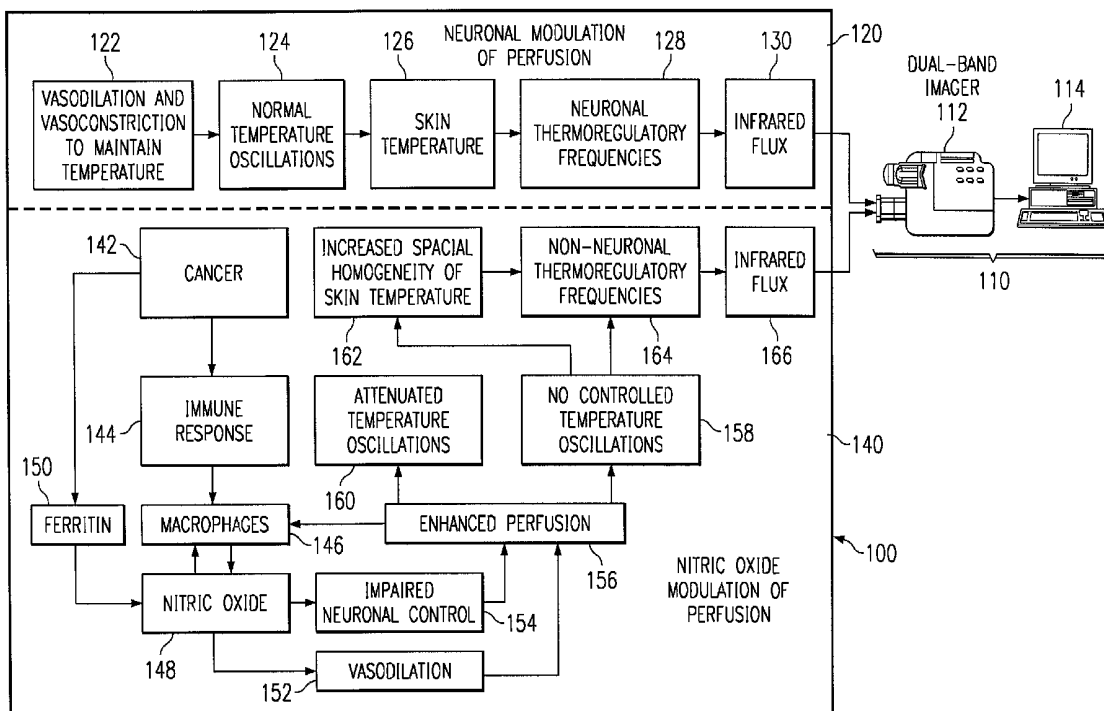 NEURONAL MODULATION
OF PERFUSION
122
124
126
128
130
120
VASODILATION AND
VASOCONSTRICTION
TO MAINTAIN
TEMPERATURE
NORMAL
TEMPERATURE
OSCILLATIONS
SKIN
TEMPERATURE
NEURONAL
THERMOREGULATORY
FREQUENCIES
INFRARED
FLUX
DUAL-BAND
IMAGER
112
114
110
142
CANCER
INCREASED SPACIAL
HOMOGENEITY OF
SKIN TEMPERATURE
NON-NEURONAL
THERMOREGULATORY
FREQUENCIES
INFRARED
FLUX
162
164
166
144
IMMUNE
RESPONSE
ATTENUATED
TEMPERATURE
OSCILLATIONS
NO CONTROLLED
TEMPERATURE
OSCILLATIONS
158
140
150
160
FERRITIN
MACROPHAGES
146
ENHANCED PERFUSION
156
100
NITRIC OXIDE
MODULATION OF
PERFUSION
NITRIC OXIDE
148
IMPAIRED
NEURONAL CONTROL
154
VASODILATION
152